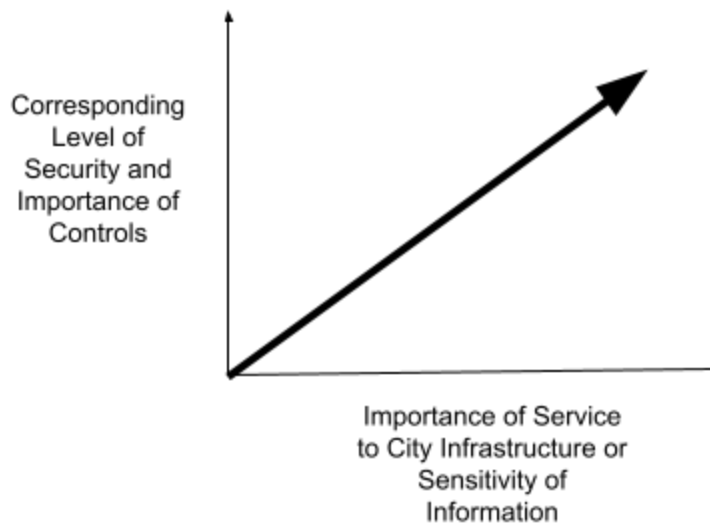 Corresponding
Level of
Security and
Importance of
Controls
Importance of Service
to City Infrastructure or
Sensitivity of
Information